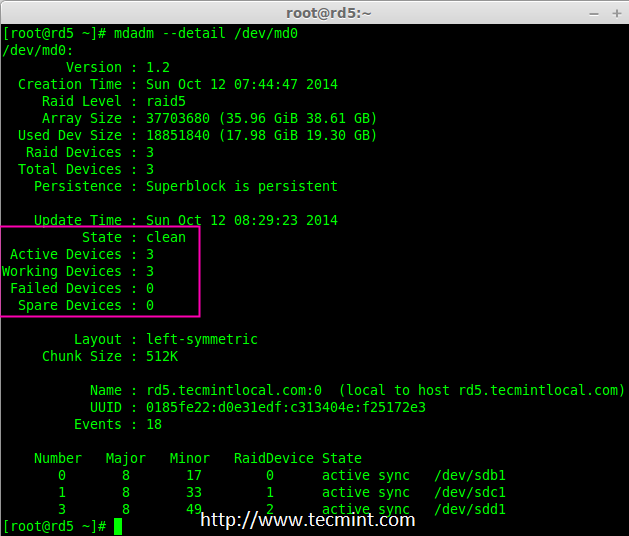 root@rd5:~
[root@rd5 ~]# mdadm --detail /dev/md0
/dev/md0:
        Version : 1.2
  Creation Time : Sun Oct 12 07:44:47 2014
     Raid Level : raid5
     Array Size : 37703680 (35.96 GiB 38.61 GB)
  Used Dev Size : 18851840 (17.98 GiB 19.30 GB)
   Raid Devices : 3
  Total Devices : 3
    Persistence : Superblock is persistent

    Update Time : Sun Oct 12 08:29:23 2014
          State : clean
 Active Devices : 3
Working Devices : 3
 Failed Devices : 0
  Spare Devices : 0

         Layout : left-symmetric
     Chunk Size : 512K

           Name : rd5.tecmintlocal.com:0  (local to host rd5.tecmintlocal.com)
           UUID : 0185fe22:d0e31edf:c313404e:f25172e3
         Events : 18

    Number   Major   Minor   RaidDevice State
       0       8       17        0      active sync   /dev/sdb1
       1       8       33        1      active sync   /dev/sdc1
       3       8       49        2      active sync   /dev/sdd1
http://www.tecmint.com
[root@rd5 ~]#